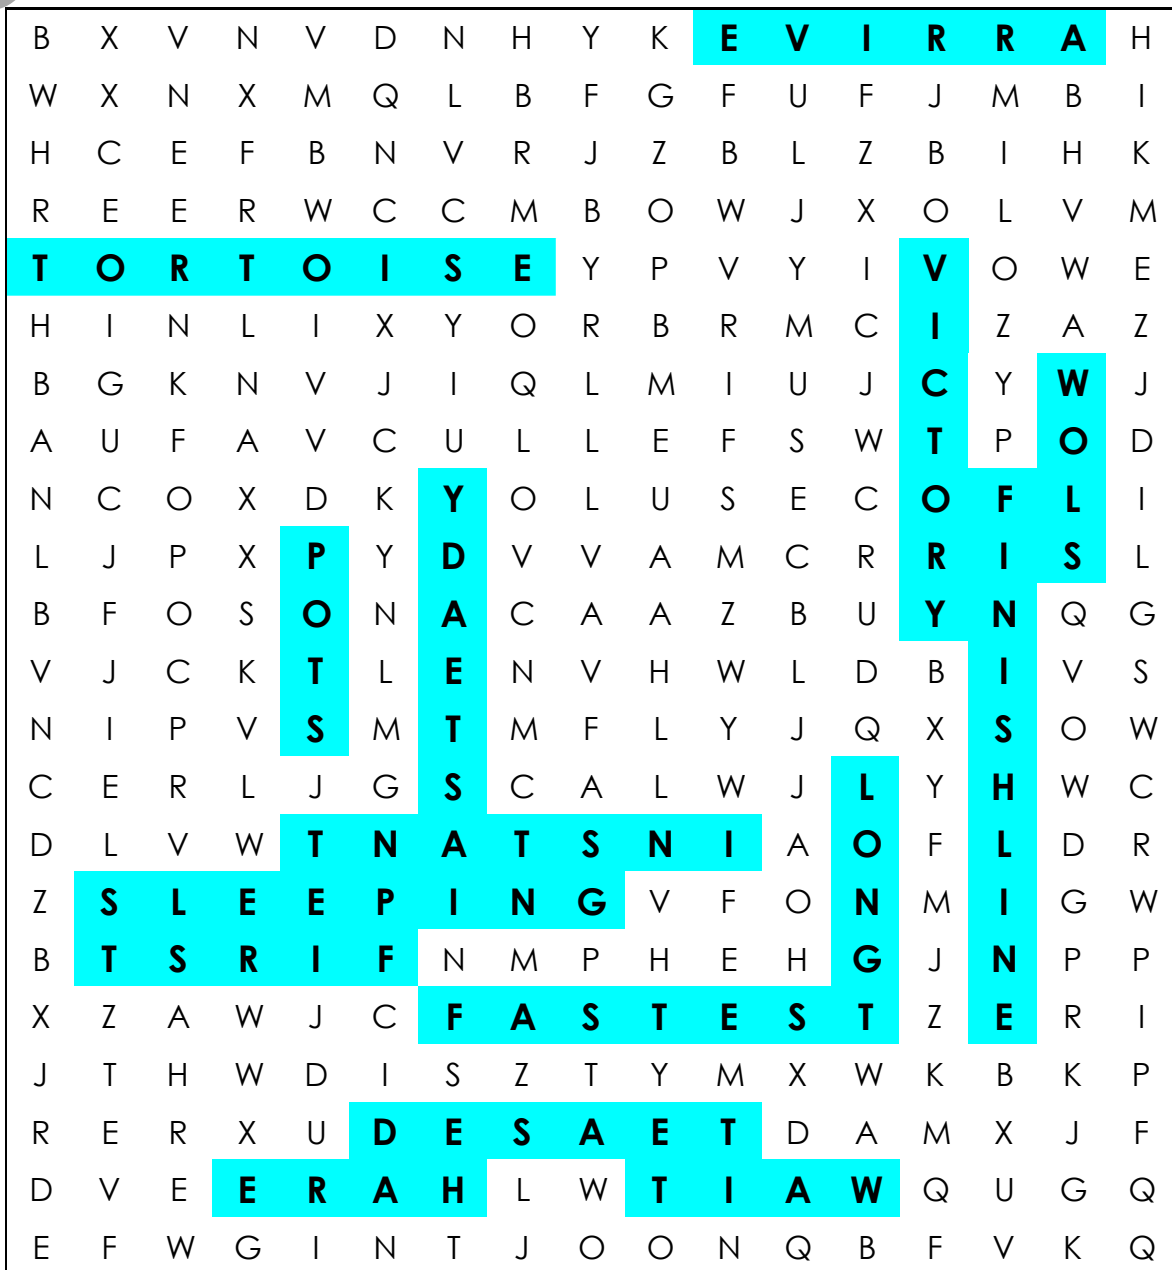 B X V N V D N H Y K E V I R R A H
W X N X M Q L B F G F U F J M B I
H C E F B N V R J Z B L Z B I H K
R E E R W C C M B O W J X O L V M
T O R T O I S E Y P V Y I V O W E
H I N L I X Y O R B R M C I Z A Z
B G K N V J I Q L M I U J C Y W J
A U F A V C U L L E F S W T P O D
N C O X D K Y O L U S E C O F L I
L J P X P Y D V V A M C R R I S L
B F O S O N A C A A Z B U Y N Q G
V J C K T L E N V H W L D B I V S
N I P V S M T M F L Y J Q X S O W
C E R L J G S C A L W J L Y H W C
D L V W T N A T S N I A O F L D R
Z S L E E P I N G V F O N M I G W
B T S R I F N M P H E H G J N P P
X Z A W J C F A S T E S T Z E R I
J T H W D I S Z T Y M X W K B K P
R E R X U D E S A E T D A M X J F
D V E E R A H L W T I A W Q U G Q
E F W G I N T J O O N Q B F V K Q